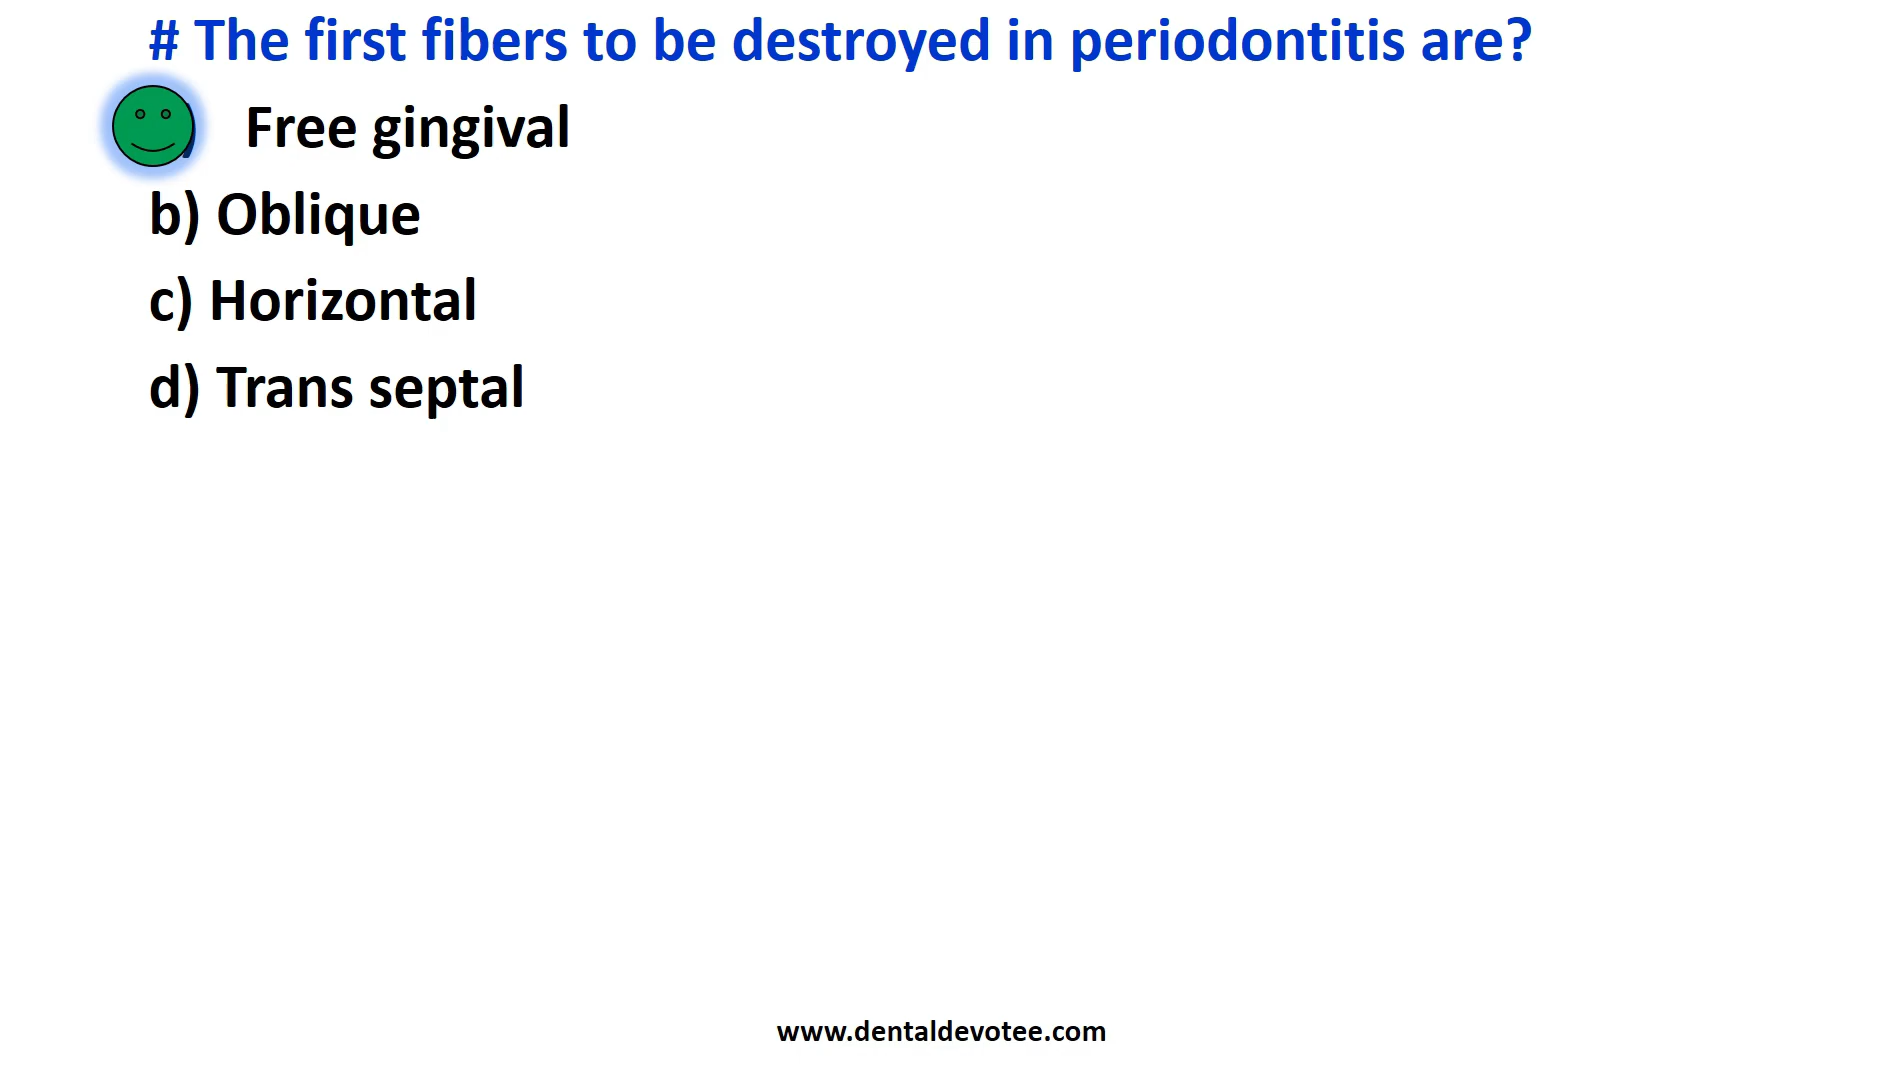 # The first fibers to be destroyed in periodontitis are?
) Free gingival
b) Oblique
c) Horizontal
d) Trans septal
www.dentaldevotee.com